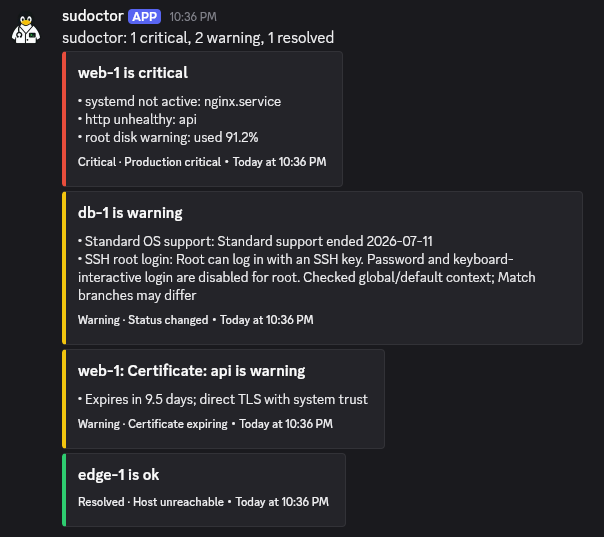 sudoctor APP 10:36 PM
sudoctor: 1 critical, 2 warning, 1 resolved
web-1 is critical
• systemd not active: nginx.service
• http unhealthy: api
• root disk warning: used 91.2%
Critical · Production critical • Today at 10:36 PM
db-1 is warning
• Standard OS support: Standard support ended 2026-07-11
• SSH root login: Root can log in with an SSH key. Password and keyboard-
interactive login are disabled for root. Checked global/default context; Match
branches may differ
Warning · Status changed • Today at 10:36 PM
web-1: Certificate: api is warning
• Expires in 9.5 days; direct TLS with system trust
Warning · Certificate expiring • Today at 10:36 PM
edge-1 is ok
Resolved · Host unreachable • Today at 10:36 PM